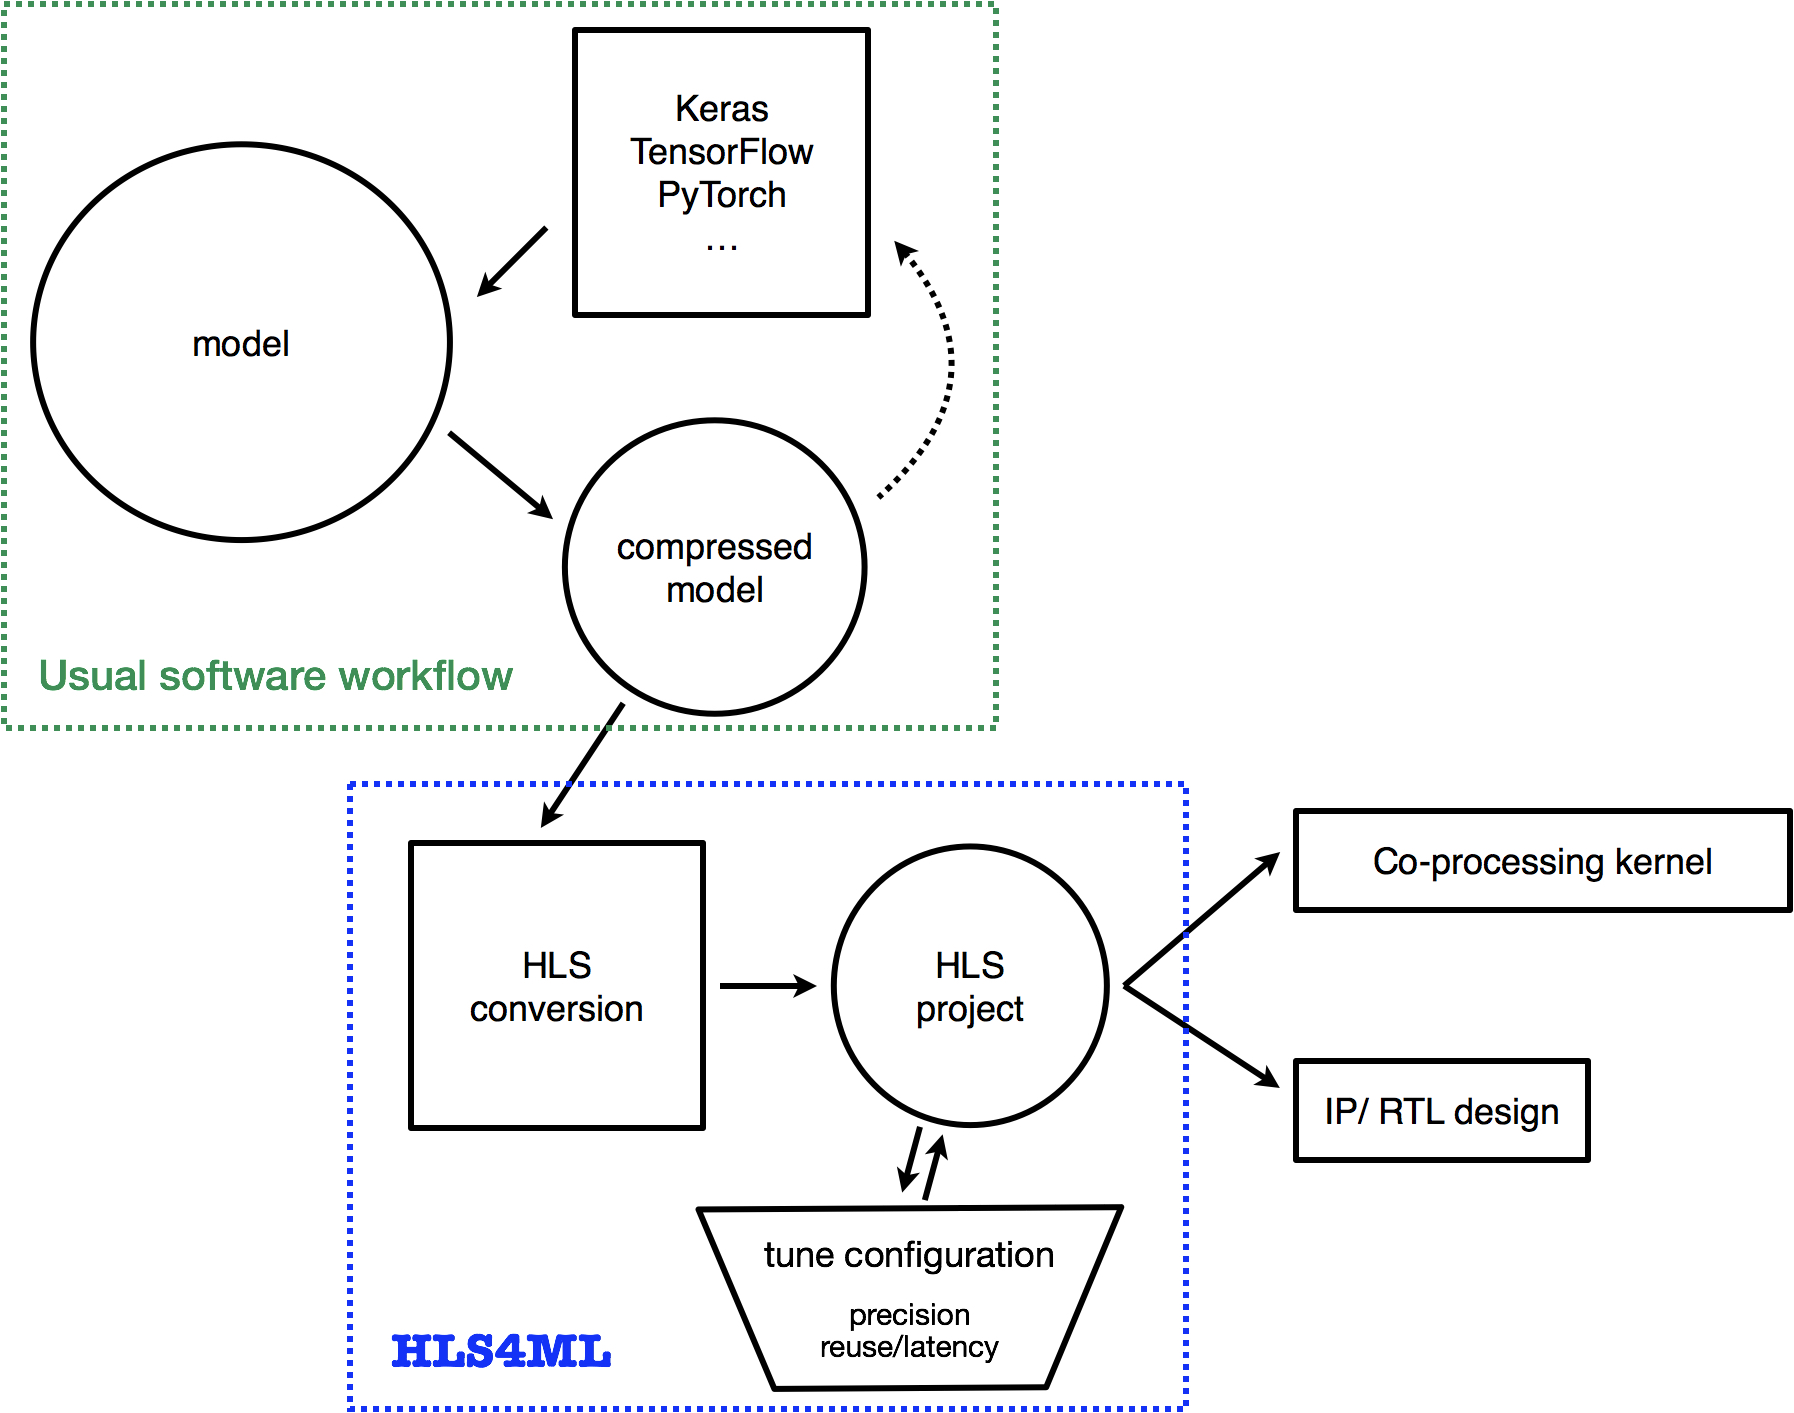 Keras
TensorFlow
PyTorch
...
model
compressed
model
Usual software workflow
HLS
conversion
HLS
project
Co-processing kernel
IP/ RTL design
tune configuration
precision
reuse/latency
HLS4ML